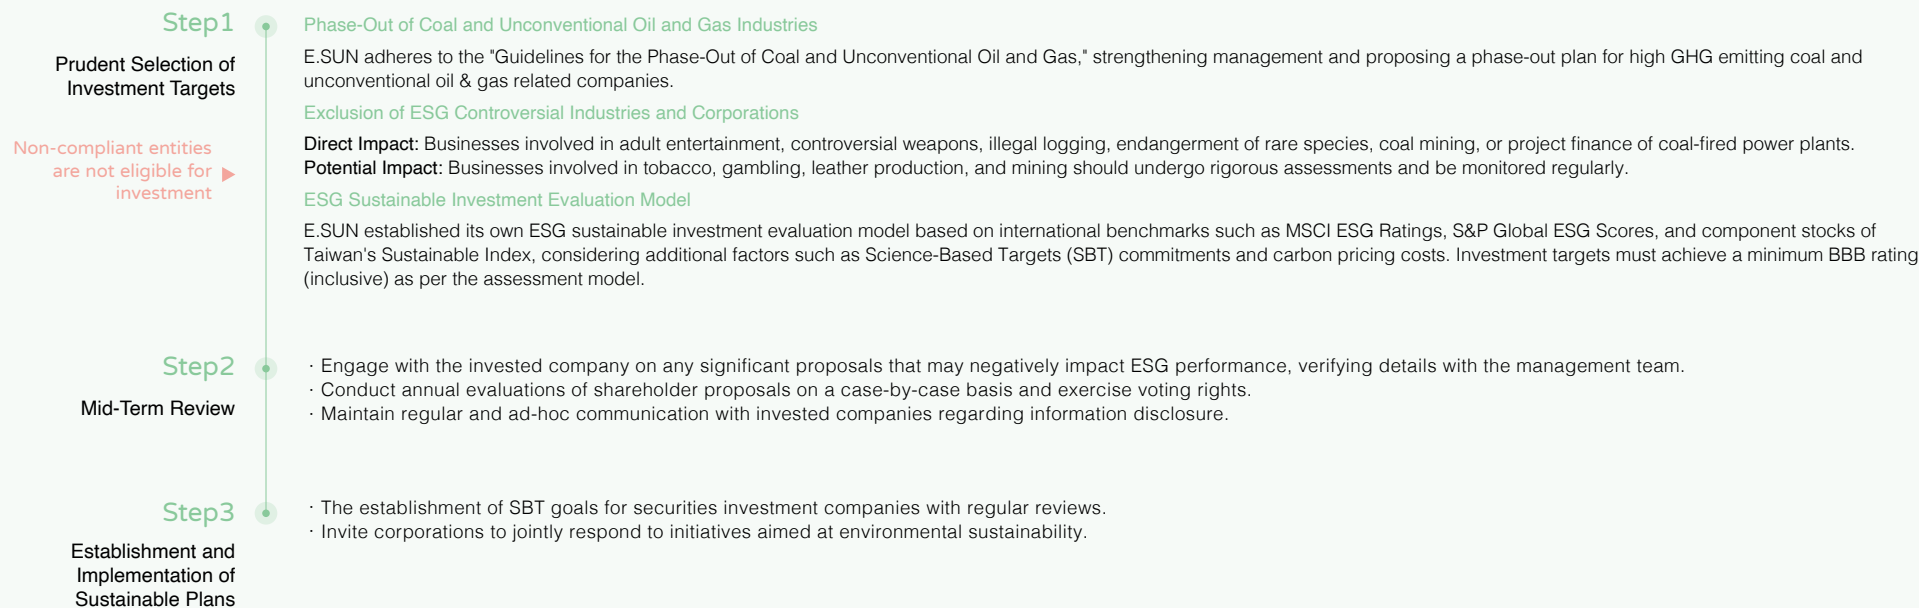 Step1
Prudent Selection of
Investment Targets
Non-compliant entities
are not eligible for
investment
Phase-Out of Coal and Unconventional Oil and Gas Industries
E.SUN adheres to the "Guidelines for the Phase-Out of Coal and Unconventional Oil and Gas," strengthening management and proposing a phase-out plan for high GHG emitting coal and
unconventional oil & gas related companies.
Exclusion of ESG Controversial Industries and Corporations
Direct Impact: Businesses involved in adult entertainment, controversial weapons, illegal logging, endangerment of rare species, coal mining, or project finance of coal-fired power plants.
Potential Impact: Businesses involved in tobacco, gambling, leather production, and mining should undergo rigorous assessments and be monitored regularly.
ESG Sustainable Investment Evaluation Model
E.SUN established its own ESG sustainable investment evaluation model based on international benchmarks such as MSCI ESG Ratings, S&P Global ESG Scores, and component stocks of
Taiwan's Sustainable Index, considering additional factors such as Science-Based Targets (SBT) commitments and carbon pricing costs. Investment targets must achieve a minimum BBB rating
(inclusive) as per the assessment model.
Step2
Mid-Term Review
· Engage with the invested company on any significant proposals that may negatively impact ESG performance, verifying details with the management team.
· Conduct annual evaluations of shareholder proposals on a case-by-case basis and exercise voting rights.
· Maintain regular and ad-hoc communication with invested companies regarding information disclosure.
Step3
Establishment and
Implementation of
Sustainable Plans
· The establishment of SBT goals for securities investment companies with regular reviews.
· Invite corporations to jointly respond to initiatives aimed at environmental sustainability.